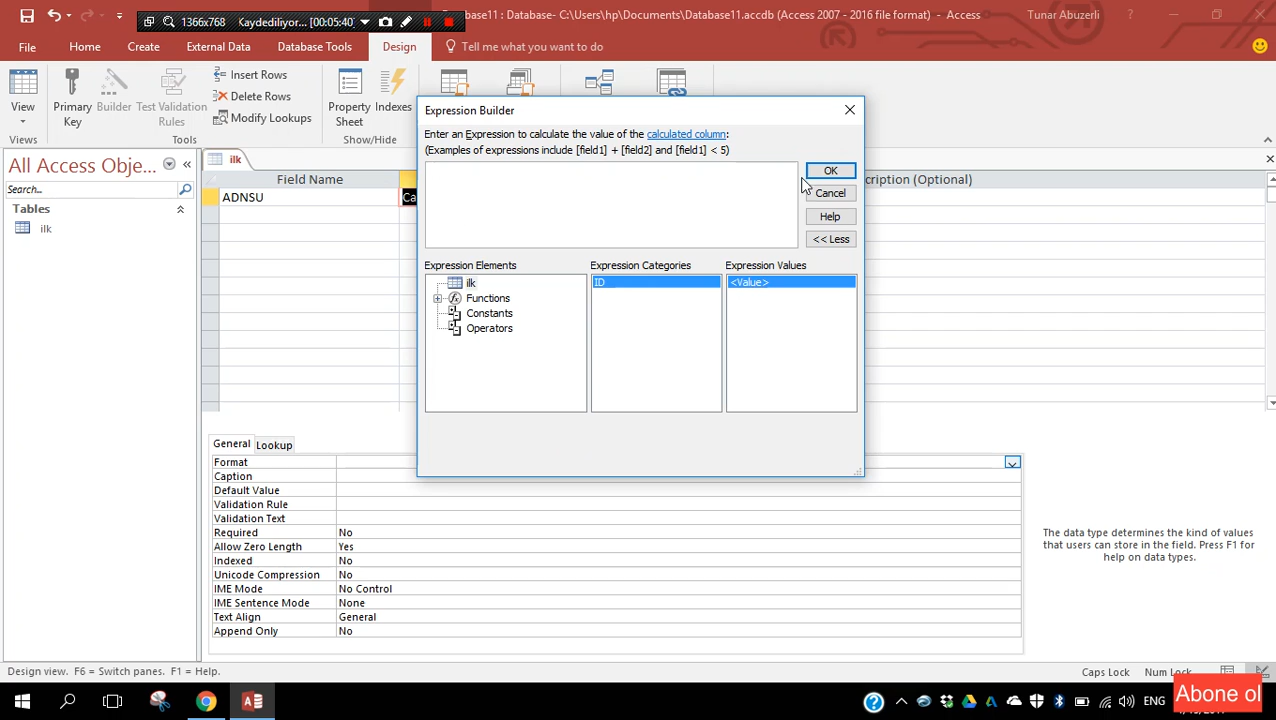 1366x768 Kaydediliyor... [00:05:40]
Database11: Database- C:\Users\hp\Documents\Database11.accdb (Access 2007 - 2016 file format) - Access
Tunar Abuzerli
File Home Create External Data Database Tools Design Tell me what you want to do
View
Primary Key
Builder
Test Validation Rules
Insert Rows
Delete Rows
Modify Lookups
Property Sheet
Indexes
Views
Tools
Show/Hide
All Access Obje...
Search...
Tables
ilk
ilk
Field Name
cription (Optional)
ADNSU
Ca
Expression Builder
Enter an Expression to calculate the value of the calculated column:
(Examples of expressions include [field1] + [field2] and [field1] < 5)
OK
Cancel
Help
<< Less
Expression Elements
Expression Categories
Expression Values
ilk
Functions
Constants
Operators
ID
<Value>
General Lookup
Format
Caption
Default Value
Validation Rule
Validation Text
Required No
Allow Zero Length Yes
Indexed No
Unicode Compression No
IME Mode No Control
IME Sentence Mode None
Text Align General
Append Only No
The data type determines the kind of values
that users can store in the field. Press F1 for
help on data types.
Design view. F6 = Switch panes. F1 = Help.
Caps Lock
Num Lock
ENG
Abone ol